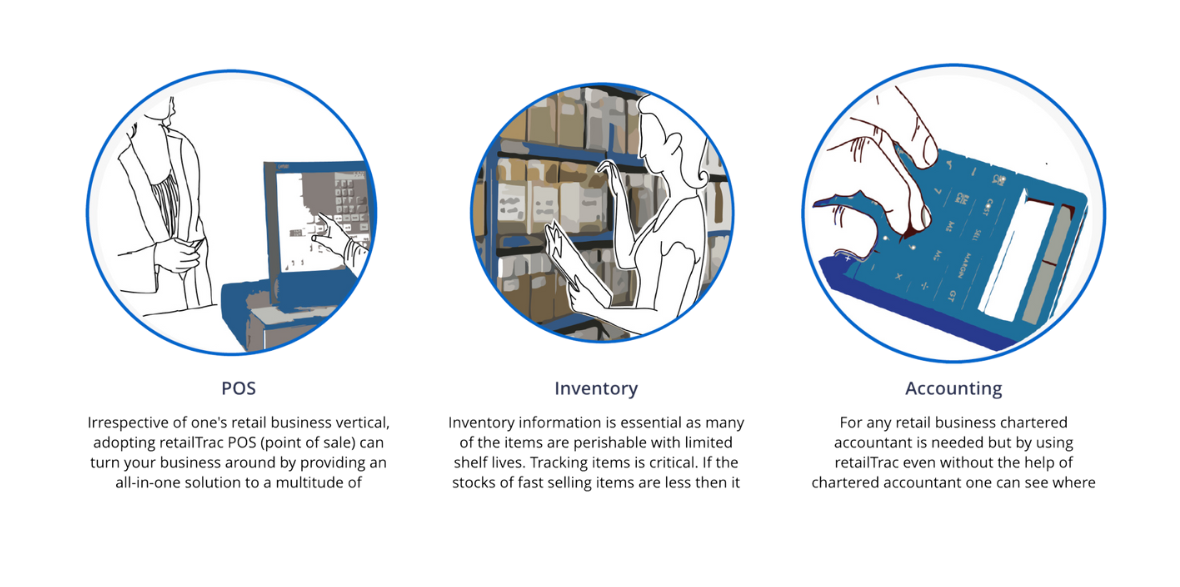 POS
Irrespective of one's retail business vertical,
adopting retailTrac POS (point of sale) can
turn your business around by providing an
all-in-one solution to a multitude of
Inventory
Inventory information is essential as many
of the items are perishable with limited
shelf lives. Tracking items is critical. If the
stocks of fast selling items are less then it
Accounting
For any retail business chartered
accountant is needed but by using
retailTrac even without the help of
chartered accountant one can see where
COST
SELL
MARGIN
GT